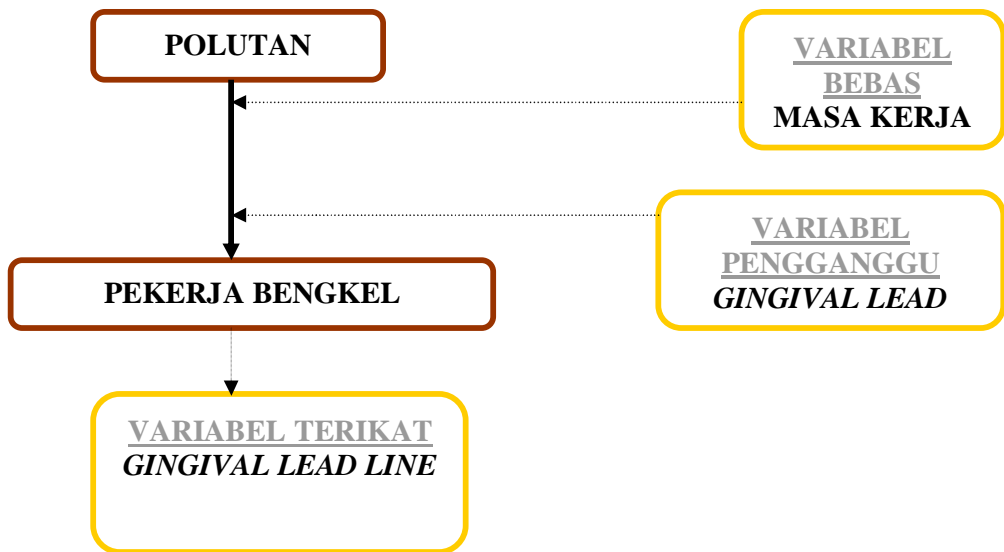 POLUTAN
VARIABEL
BEBAS
MASA KERJA
VARIABEL
PENGGANGGU
GINGIVAL LEAD
PEKERJA BENGKEL
VARIABEL TERIKAT
GINGIVAL LEAD LINE